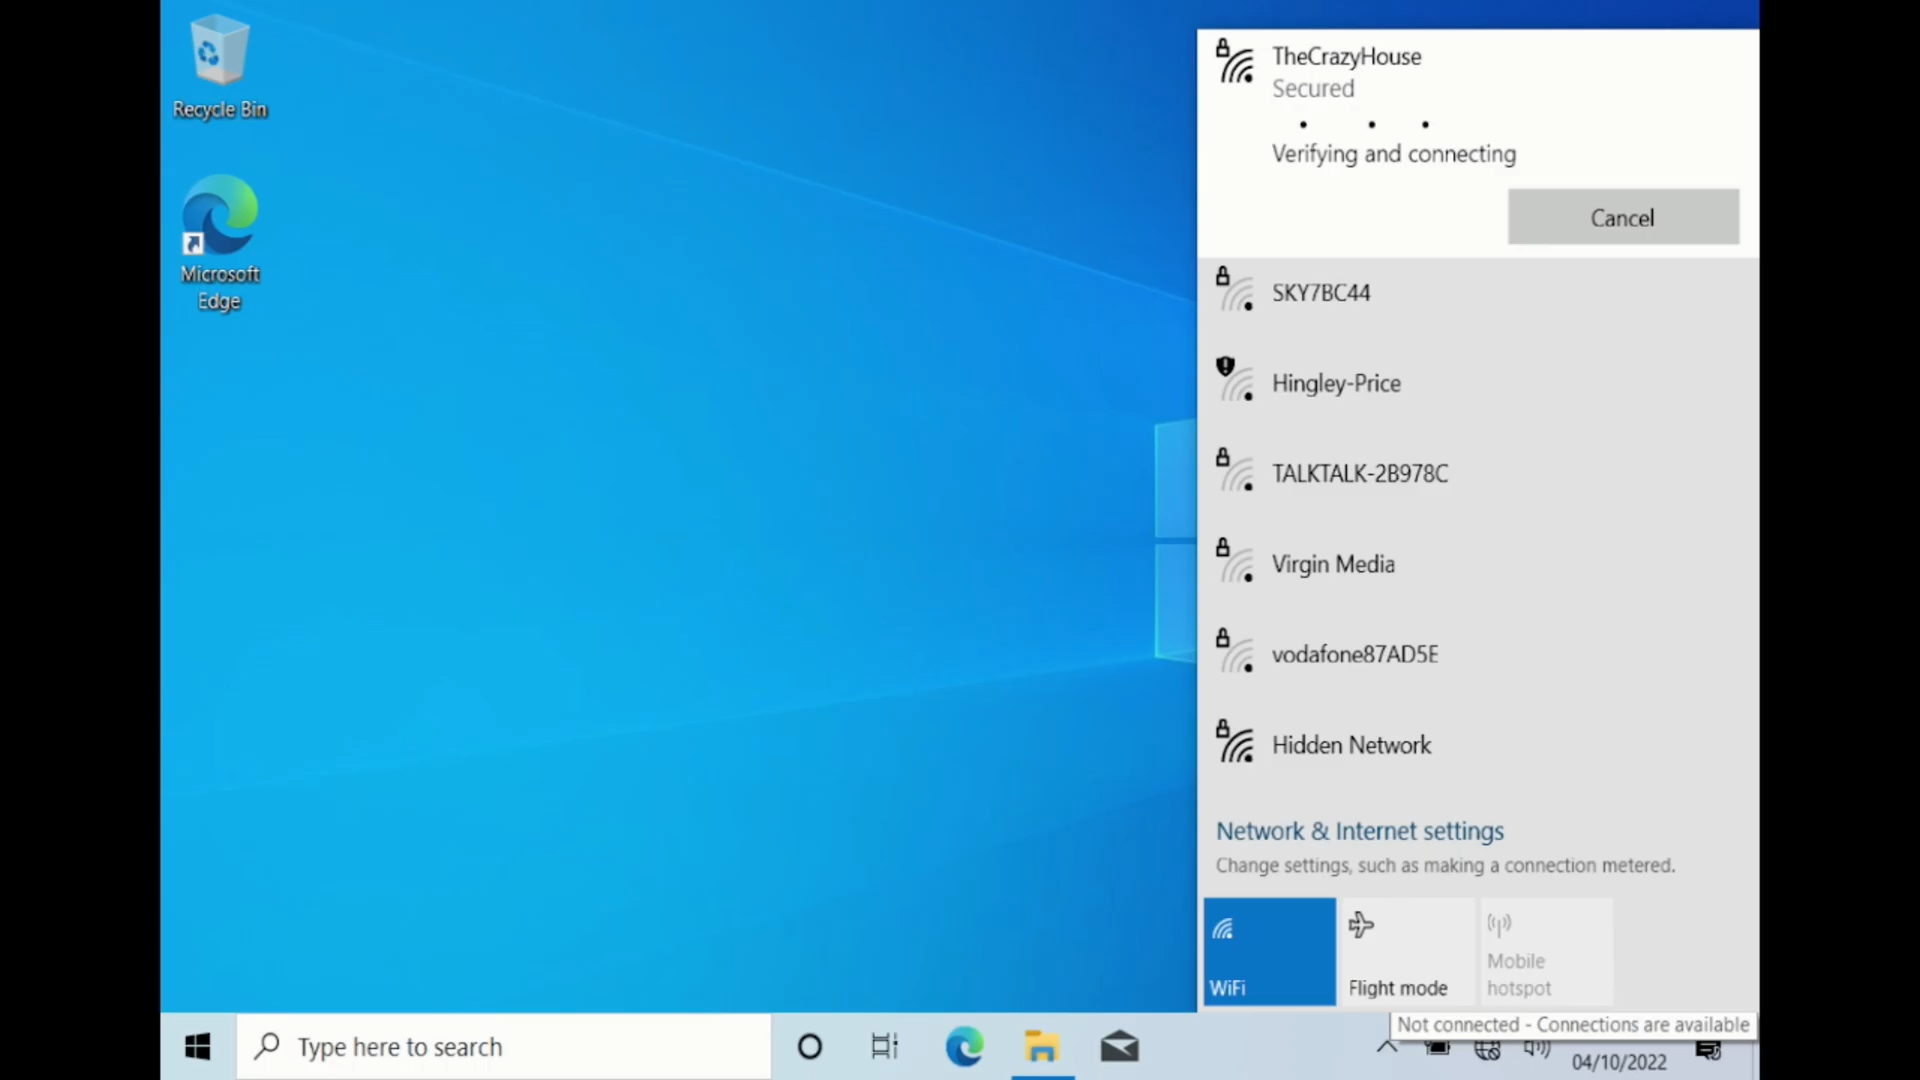 Recycle Bin
Microsoft
Edge
TheCrazyHouse
Secured
Verifying and connecting
Cancel
SKY7BC44
Hingley-Price
TALKTALK-2B978C
Virgin Media
vodafone87AD5E
Hidden Network
Network & Internet settings
Change settings, such as making a connection metered.
WiFi
Flight mode
Mobile
hotspot
Not connected - Connections are available
Type here to search
04/10/2022